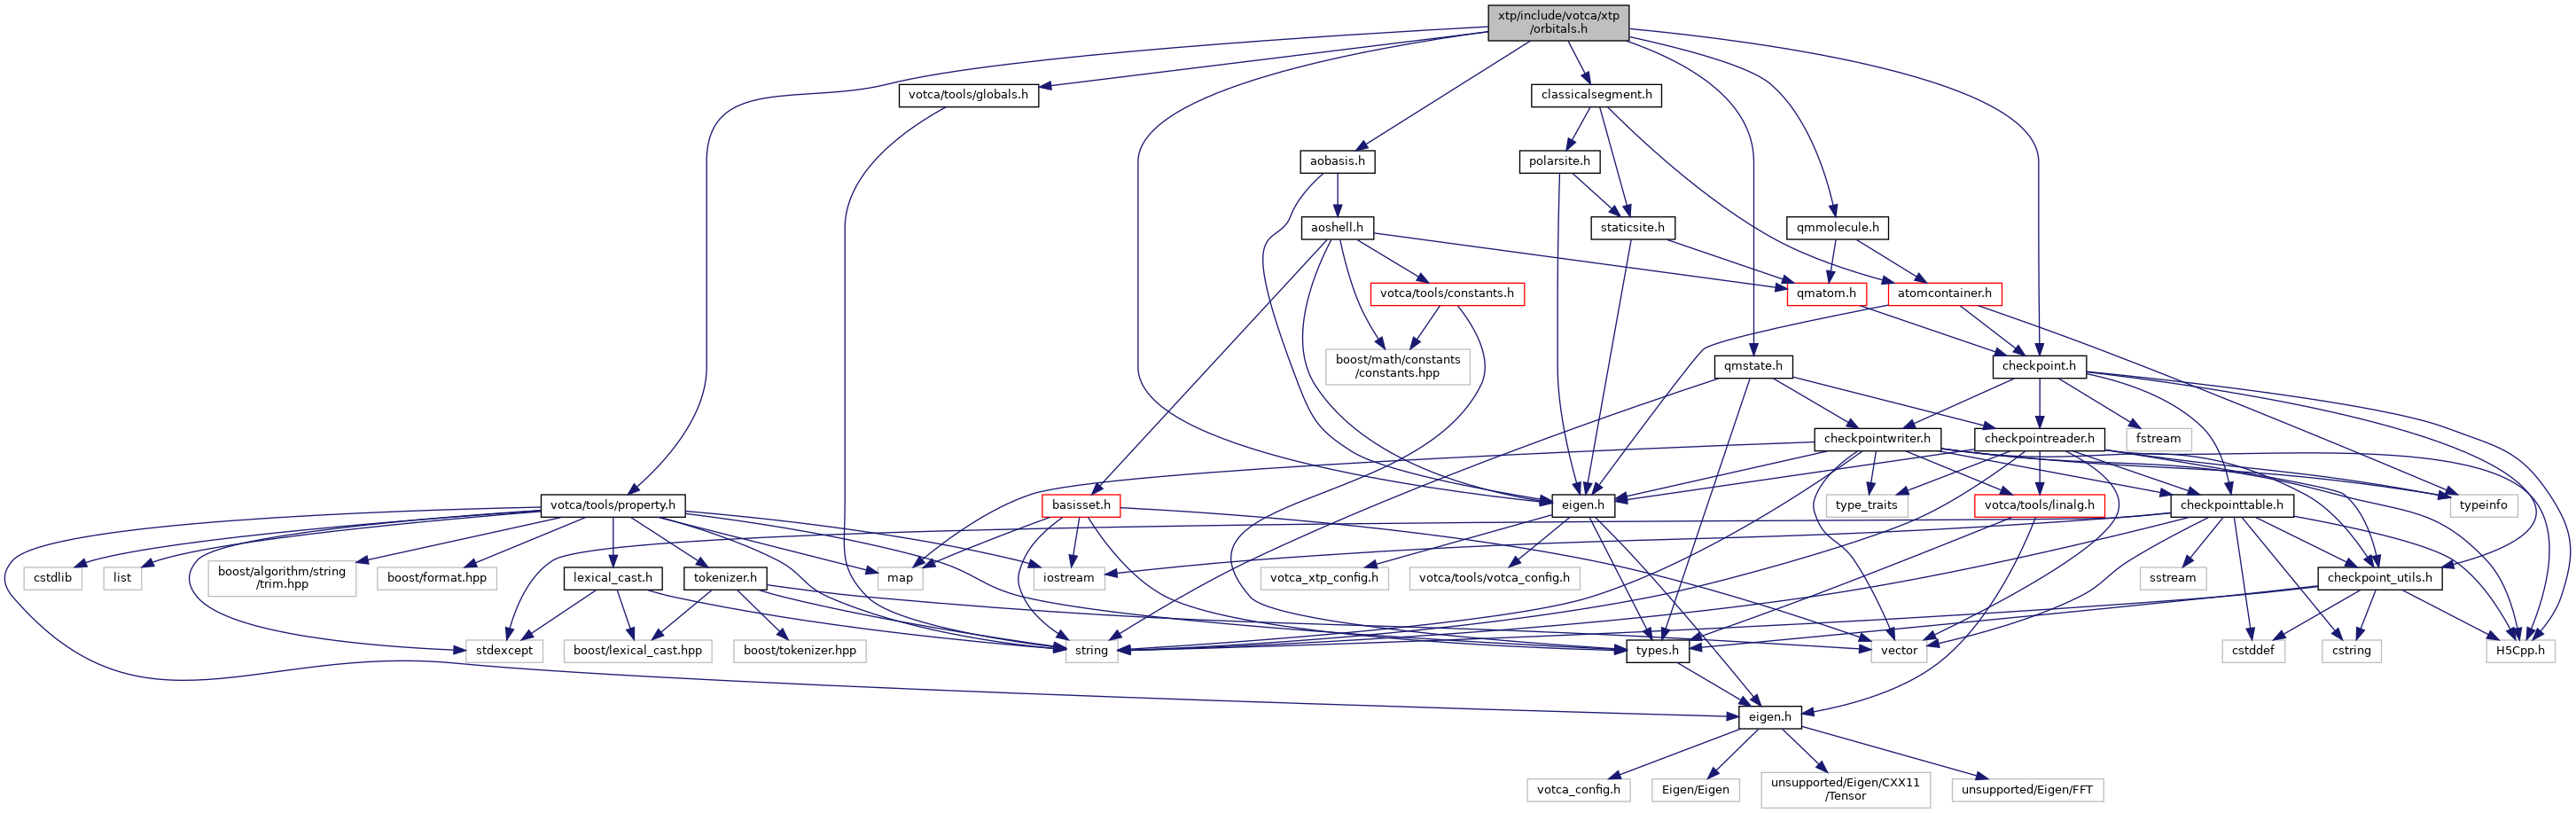 xtp/include/votca/xtp
/orbitals.h
votca/tools/globals.h
classicalsegment.h
aobasis.h
polarsite.h
aoshell.h
staticsite.h
qmmolecule.h
votca/tools/constants.h
qmatom.h
atomcontainer.h
boost/math/constants
/constants.hpp
qmstate.h
checkpoint.h
checkpointwriter.h
checkpointreader.h
fstream
votca/tools/property.h
basisset.h
eigen.h
type_traits
votca/tools/linalg.h
checkpointtable.h
typeinfo
cstdlib
list
boost/algorithm/string
/trim.hpp
boost/format.hpp
lexical_cast.h
tokenizer.h
map
iostream
votca_xtp_config.h
votca/tools/votca_config.h
sstream
checkpoint_utils.h
stdexcept
boost/lexical_cast.hpp
boost/tokenizer.hpp
string
types.h
vector
cstddef
cstring
H5Cpp.h
eigen.h
votca_config.h
Eigen/Eigen
unsupported/Eigen/CXX11
/Tensor
unsupported/Eigen/FFT